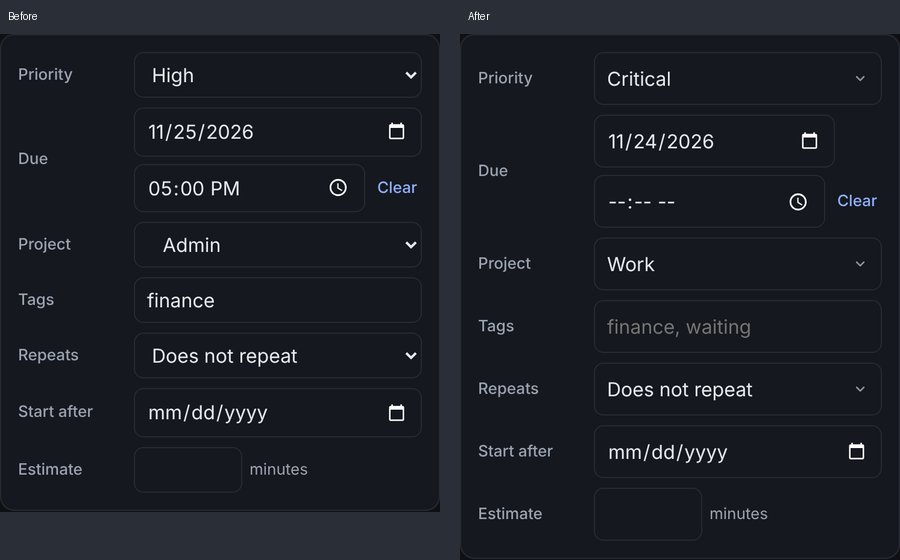 Before
Priority
High
Due
11/25/2026
05:00 PM
Clear
Project
Admin
Tags
finance
Repeats
Does not repeat
Start after
mm/dd/yyyy
Estimate
minutes
After
Priority
Critical
Due
11/24/2026
--:-- --
Clear
Project
Work
Tags
finance, waiting
Repeats
Does not repeat
Start after
mm/dd/yyyy
Estimate
minutes